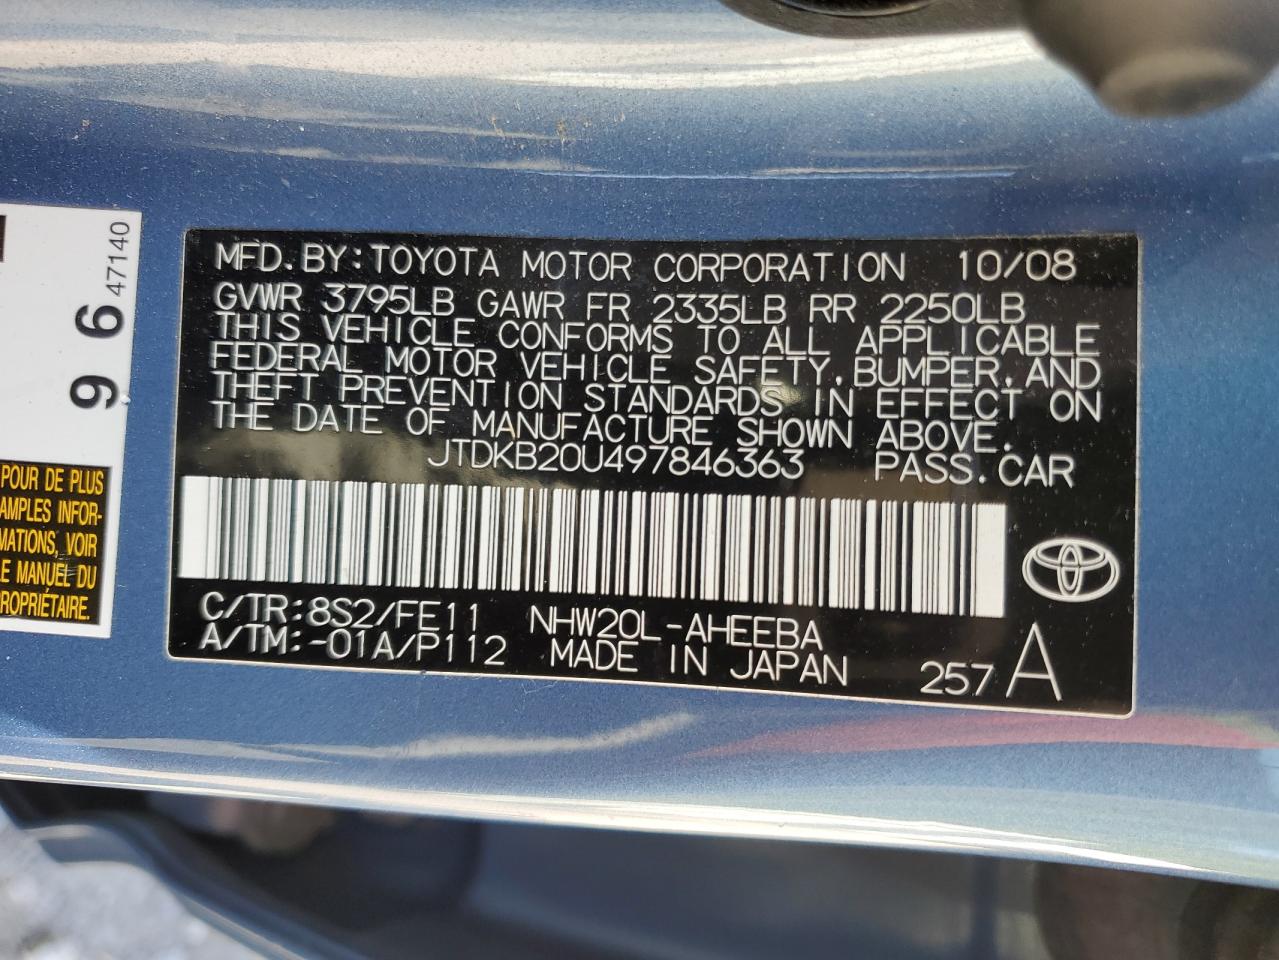 MFD.BY:TOYOTA MOTOR CORPORATION 10/08
GVWR 3795LB GAWR FR 2335LB RR 2250LB
THIS VEHICLE CONFORMS TO ALL APPLICABLE
FEDERAL MOTOR VEHICLE SAFETY,BUMPER,AND
THEFT PREVENTION STANDARDS IN EFFECT ON
THE DATE OF MANUFACTURE SHOWN ABOVE.
JTDKB20U497846363 PASS.CAR
C/TR:8S2/FE11 NHW20L-AHEEBA
A/TM:-01A/P112 MADE IN JAPAN 257 A
96
47140
POUR DE PLUS
AMPLES INFOR-
MATIONS, VOIR
LE MANUEL DU
PROPRIÉTAIRE.